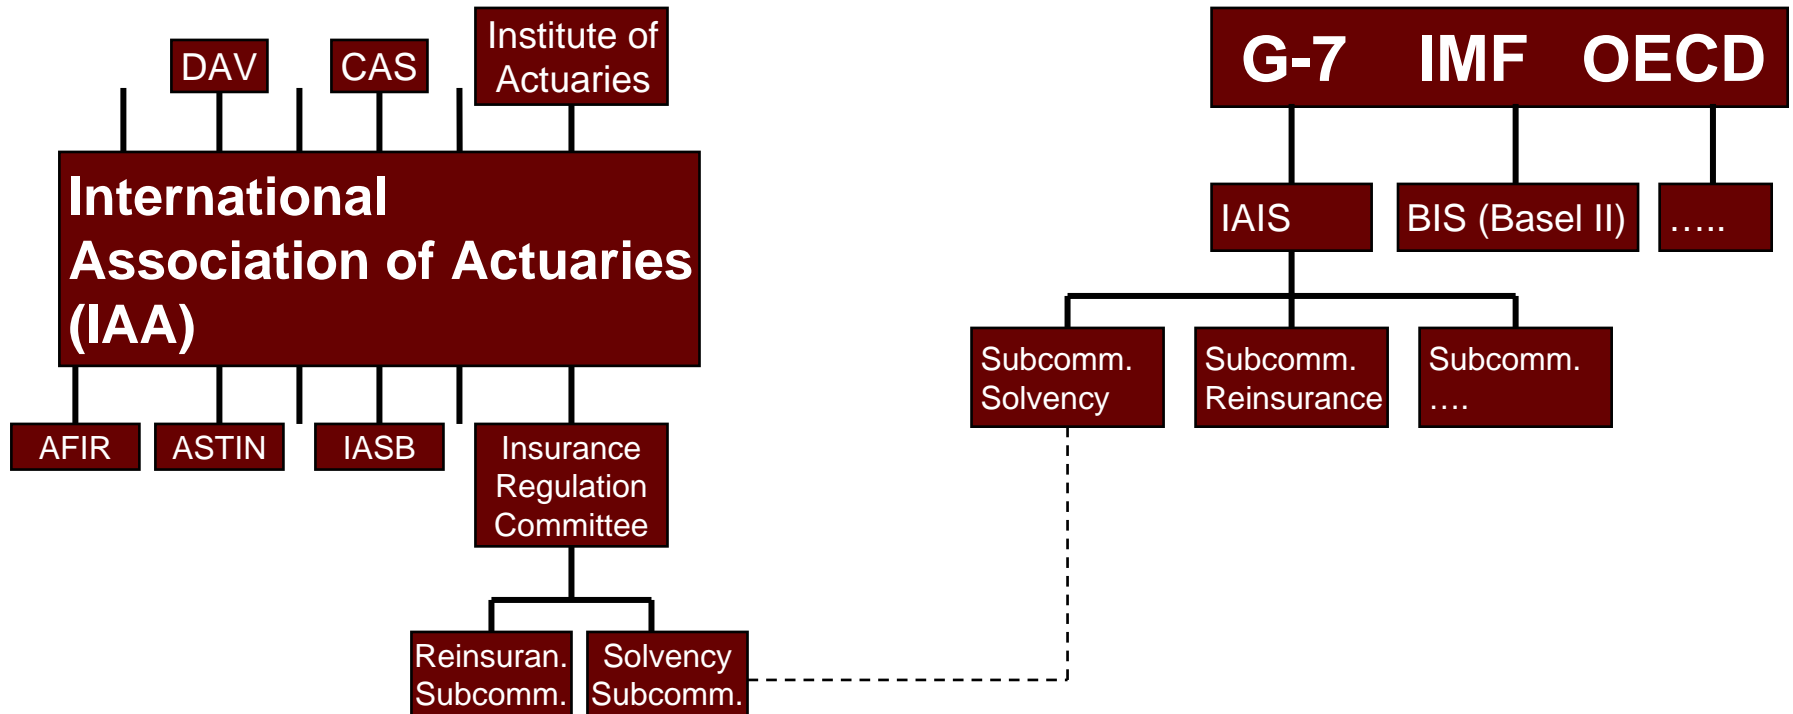 DAV
CAS
Institute of
Actuaries
International
Association of Actuaries
(IAA)
AFIR
ASTIN
IASB
Insurance
Regulation
Committee
Reinsuran.
Subcomm.
Solvency
Subcomm.
G-7 IMF OECD
IAIS
BIS (Basel II)
…..
Subcomm.
Solvency
Subcomm.
Reinsurance
Subcomm.
….